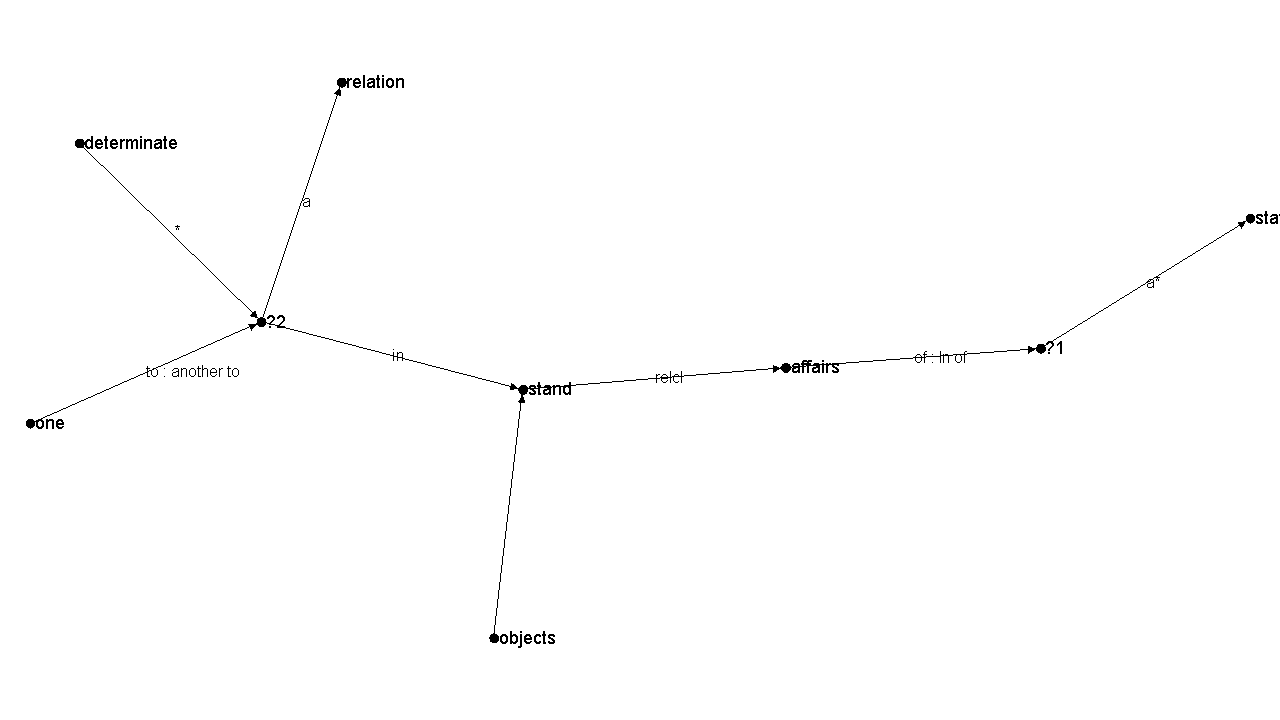 relation
determinate
a
*
sta
a*
?2
?1
in
of : In of
affairs
to : another to
relcl
stand
one
objects